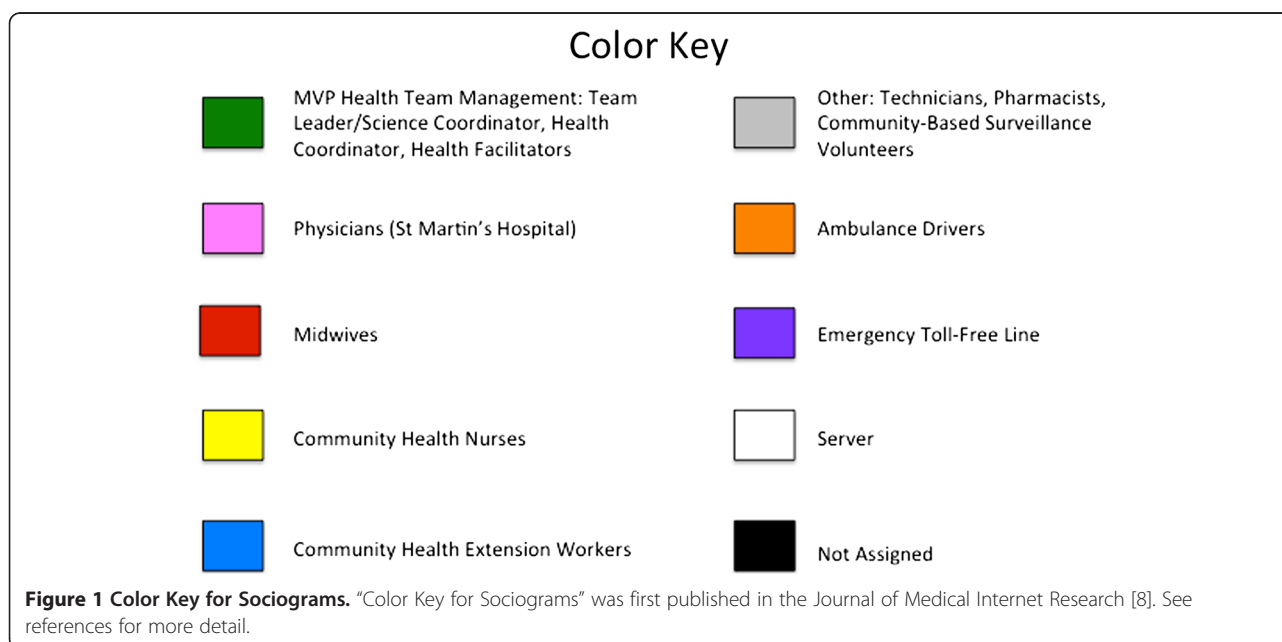 Color Key
MVP Health Team Management: Team
Leader/Science Coordinator, Health
Coordinator, Health Facilitators
Physicians (St Martin's Hospital)
Midwives
Community Health Nurses
Community Health Extension Workers
Other: Technicians, Pharmacists,
Community-Based Surveillance
Volunteers
Ambulance Drivers
Emergency Toll-Free Line
Server
Not Assigned
Figure 1 Color Key for Sociograms. “Color Key for Sociograms” was first published in the Journal of Medical Internet Research [8]. See
references for more detail.